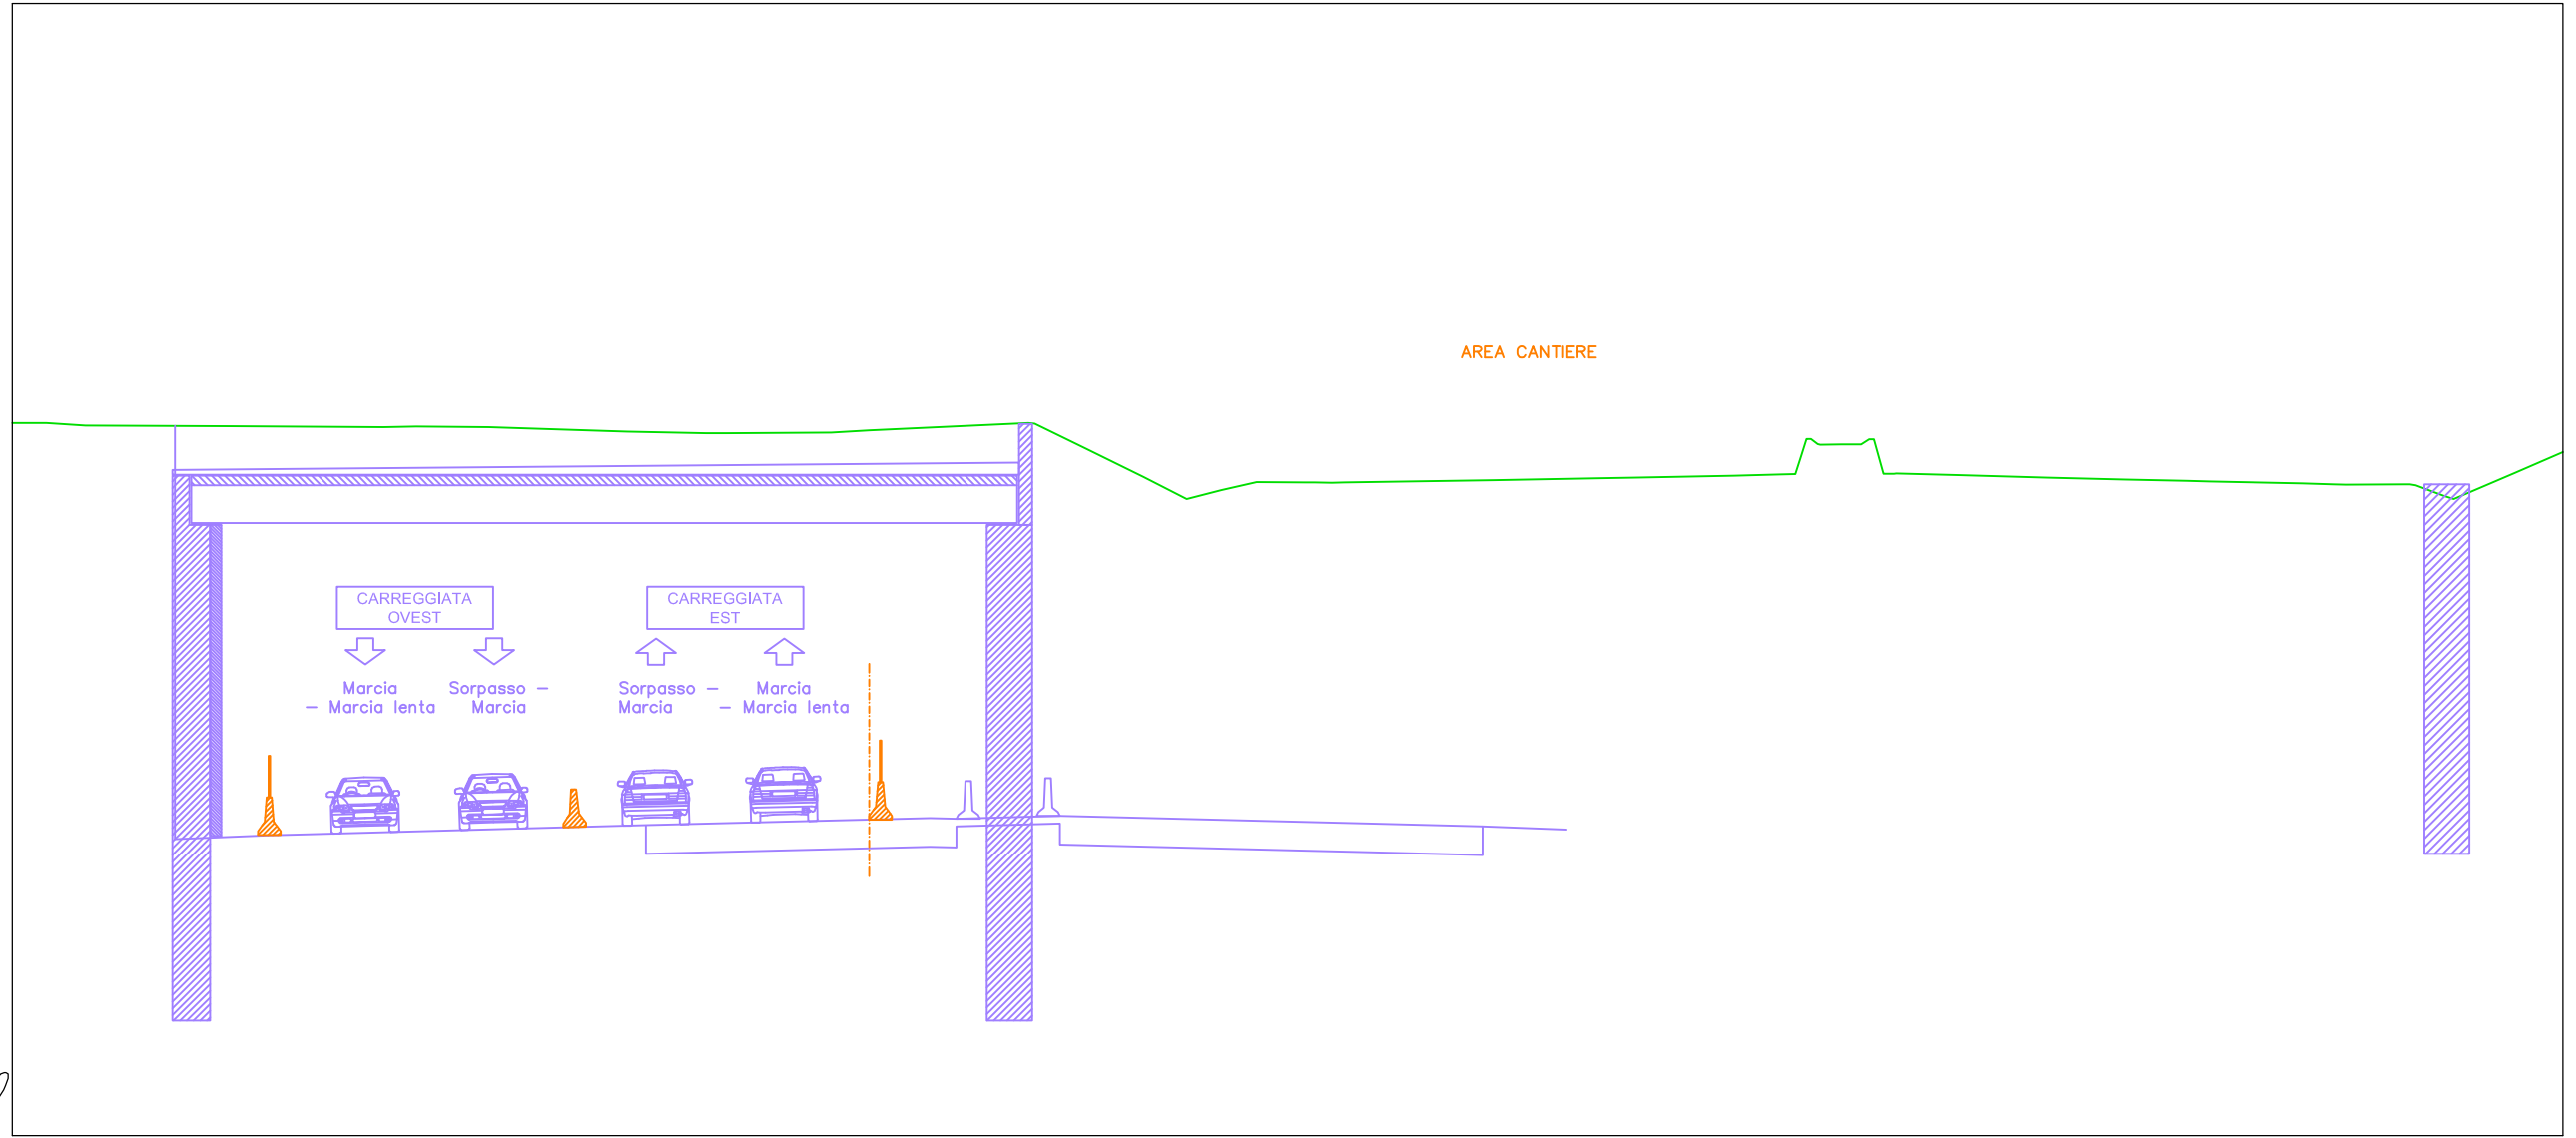 AREA CANTIERE
CARREGGIATA
OVEST
CARREGGIATA
EST
Marcia
– Marcia lenta
Sorpasso –
Marcia
Sorpasso –
Marcia
Marcia
– Marcia lenta